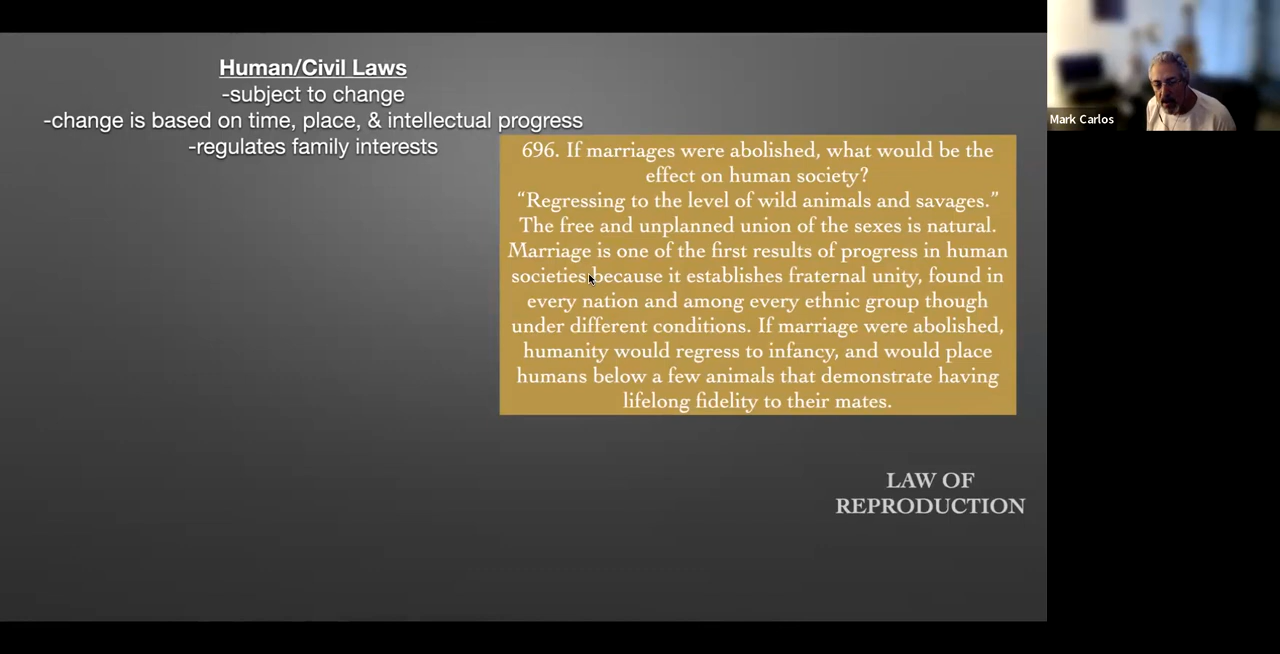 Human/Civil Laws
-subject to change
-change is based on time, place, & intellectual progress
-regulates family interests
696. If marriages were abolished, what would be the
effect on human society?
“Regressing to the level of wild animals and savages.”
The free and unplanned union of the sexes is natural.
Marriage is one of the first results of progress in human
societies because it establishes fraternal unity, found in
every nation and among every ethnic group though
under different conditions. If marriage were abolished,
humanity would regress to infancy, and would place
humans below a few animals that demonstrate having
lifelong fidelity to their mates.
LAW OF
REPRODUCTION
Mark Carlos